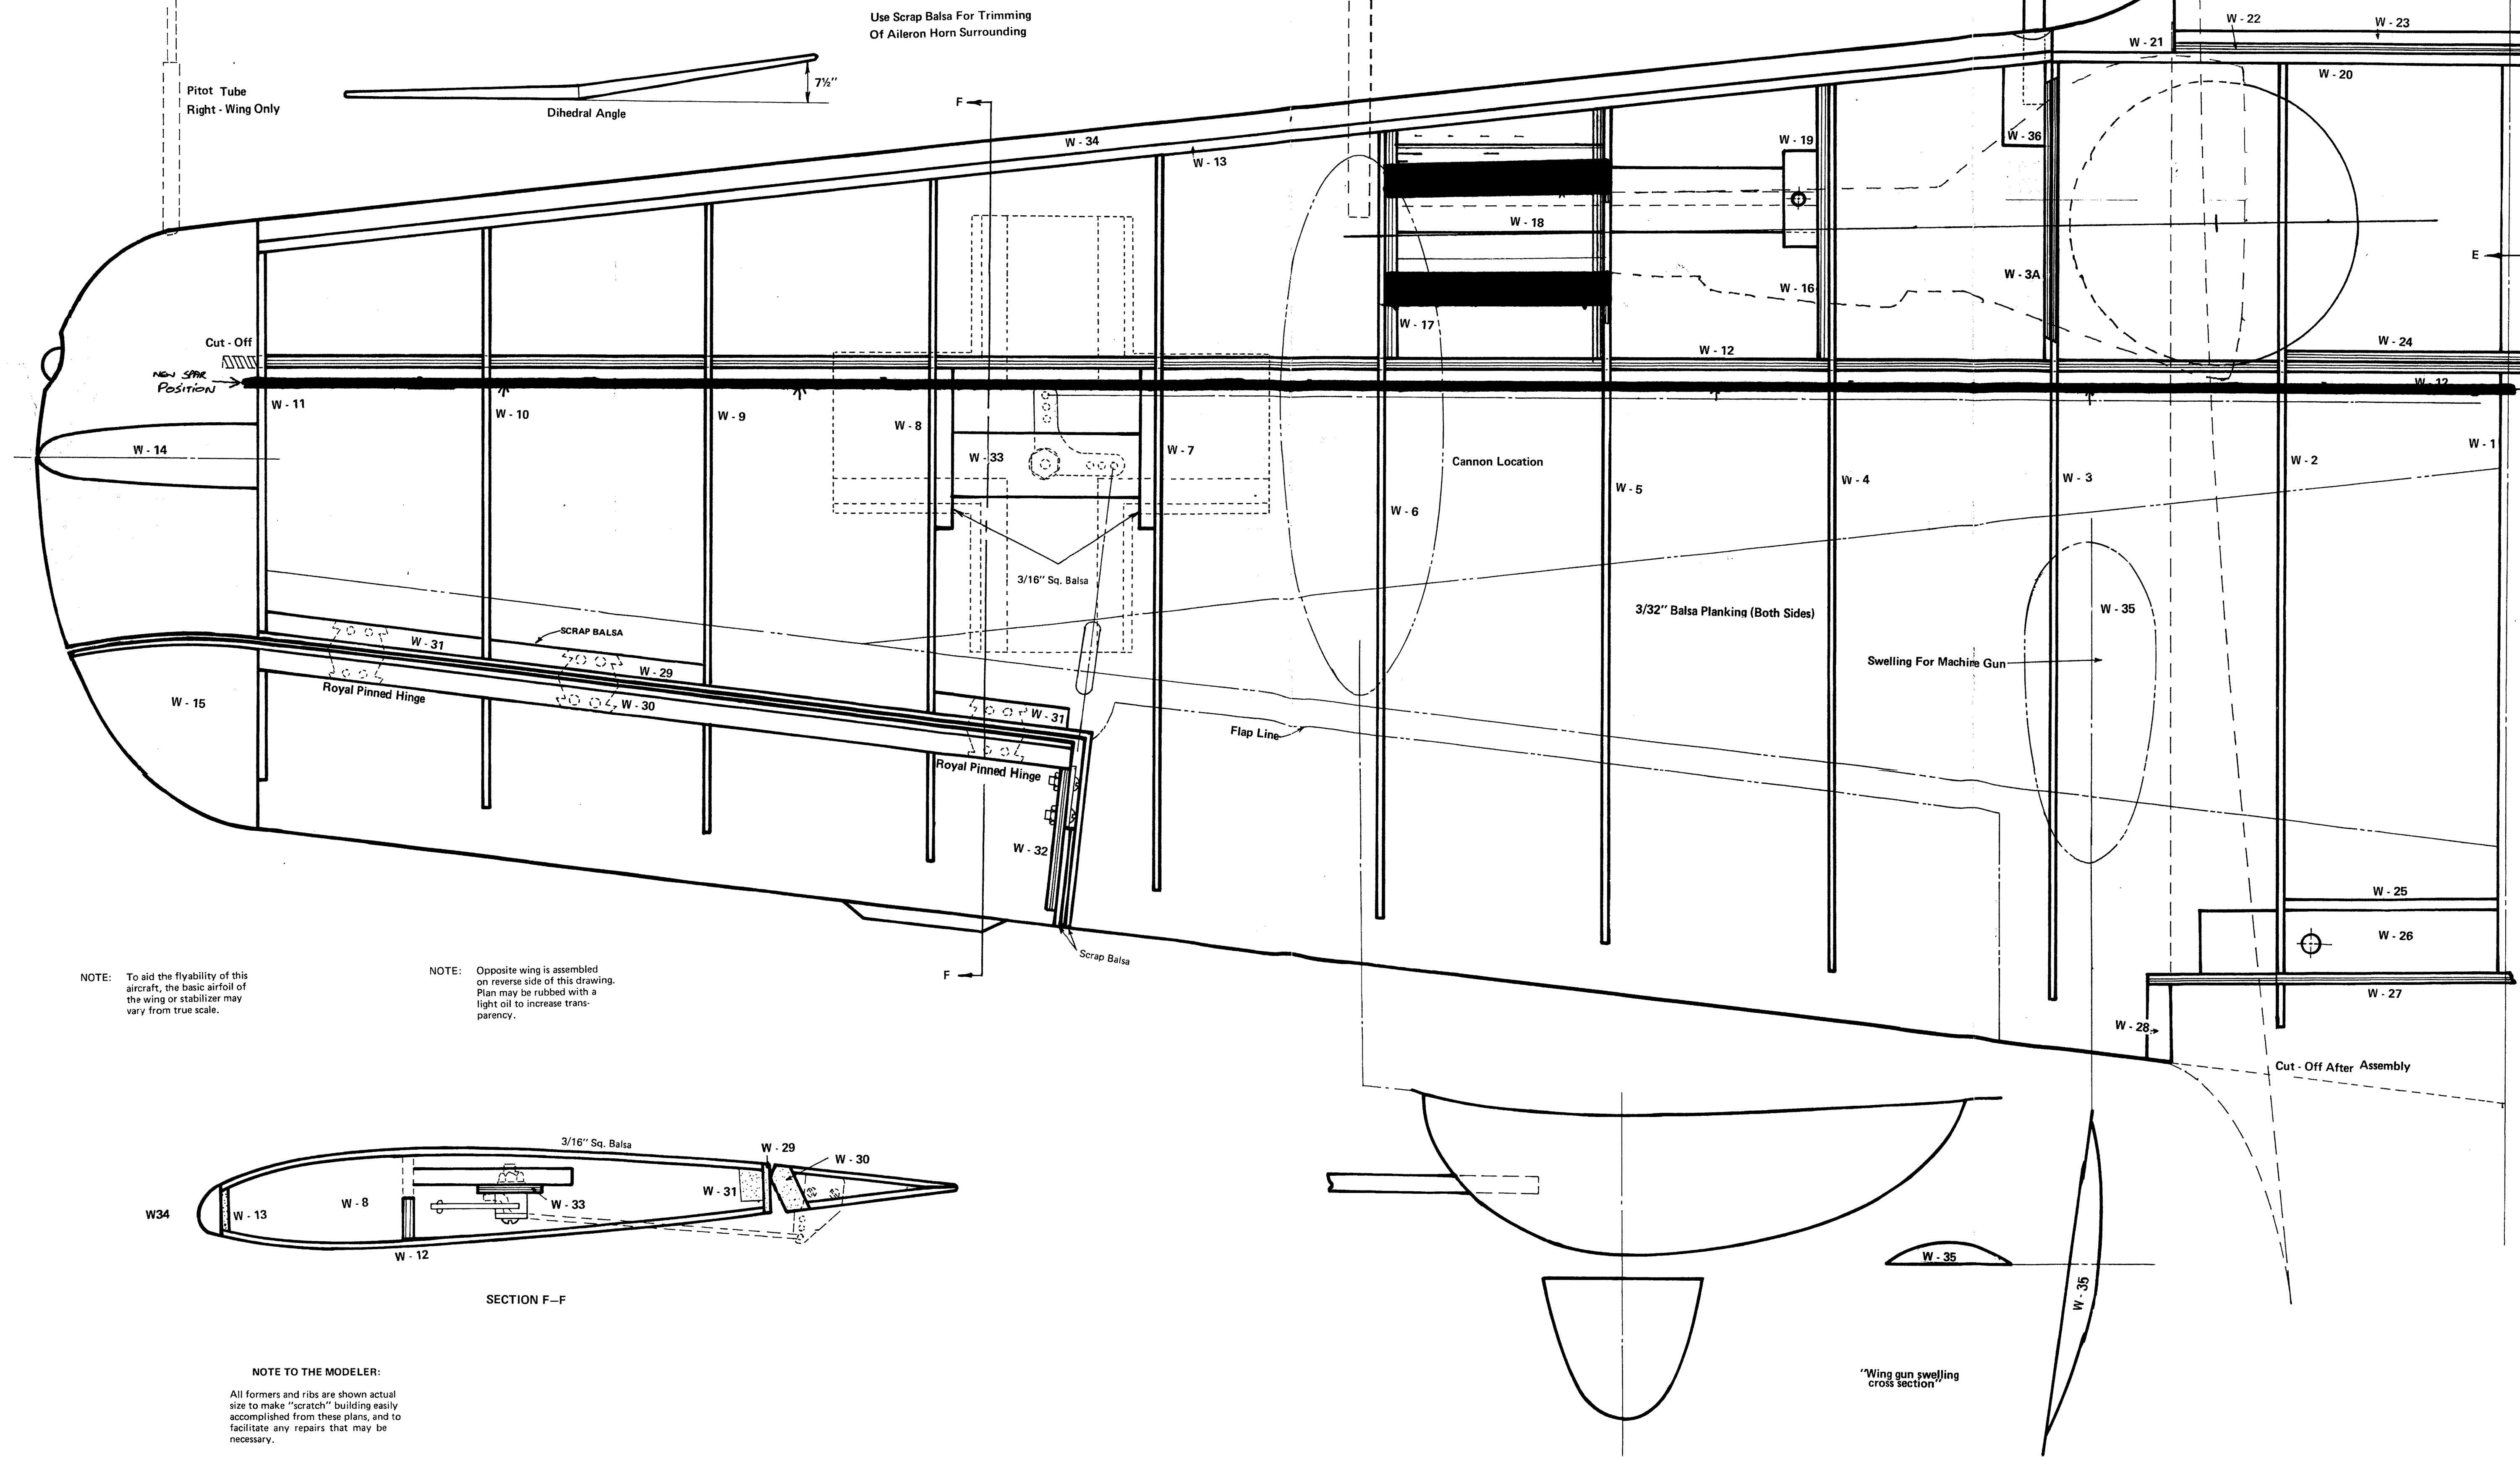 Use Scrap Balsa For Trimming
Of Aileron Horn Surrounding
W - 22
W - 23
W - 21
W - 20
Pitot Tube
Right - Wing Only
7½"
Dihedral Angle
F
W - 34
W - 13
W - 19
W - 36
W - 18
E
W - 3A
W - 16
W - 17
Cut - Off
W - 12
W - 24
NEW SPAR
POSITION
W - 12
W - 11
W - 10
W - 9
W - 8
W - 14
W - 33
W - 7
Cannon Location
W - 1
W - 2
W - 3
W - 4
W - 5
W - 6
3/16" Sq. Balsa
3/32" Balsa Planking (Both Sides)
W - 35
SCRAP BALSA
W - 31
W - 29
Swelling For Machine Gun
Royal Pinned Hinge
W - 30
W - 15
W - 31
Flap Line
Royal Pinned Hinge
W - 32
W - 25
W - 26
Scrap Balsa
F
W - 27
NOTE: To aid the flyability of this
aircraft, the basic airfoil of
the wing or stabilizer may
vary from true scale.
NOTE: Opposite wing is assembled
on reverse side of this drawing.
Plan may be rubbed with a
light oil to increase trans-
parency.
W - 28
Cut - Off After Assembly
3/16" Sq. Balsa
W - 29
W - 30
W - 31
W - 8
W - 33
W34
W - 13
W - 12
W - 35
W - 35
SECTION F-F
NOTE TO THE MODELER:
All formers and ribs are shown actual
size to make "scratch" building easily
accomplished from these plans, and to
facilitate any repairs that may be
necessary.
"Wing gun swelling
cross section"